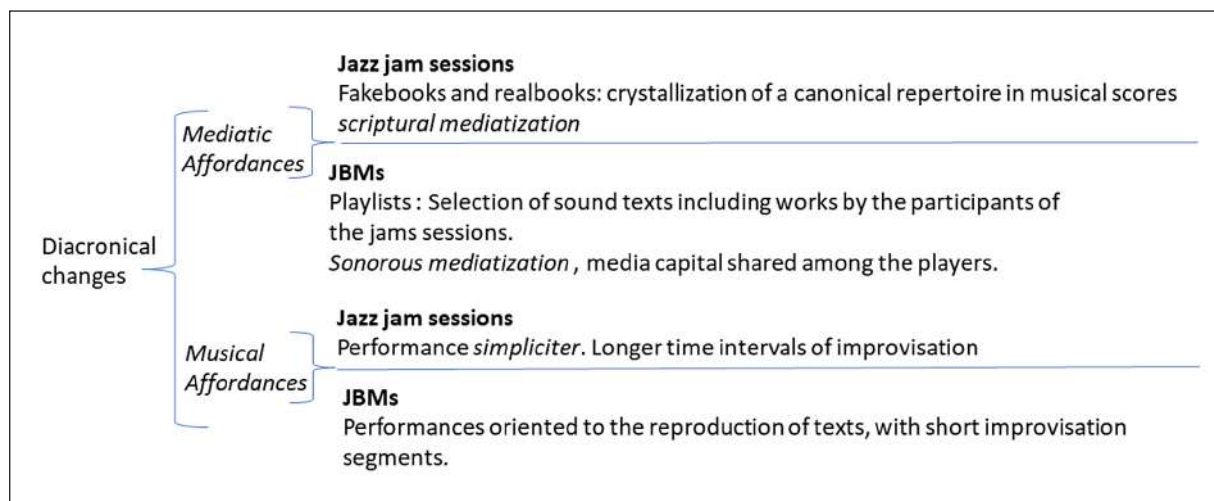 Diacronical
changes
Mediatic
Affordances
Jazz jam sessions
Fakebooks and realbooks: crystallization of a canonical repertoire in musical scores
scriptural mediatization
JBMs
Playlists : Selection of sound texts including works by the participants of
the jams sessions.
Sonorous mediatization , media capital shared among the players.
Musical
Affordances
Jazz jam sessions
Performance simpliciter. Longer time intervals of improvisation
JBMs
Performances oriented to the reproduction of texts, with short improvisation
segments.